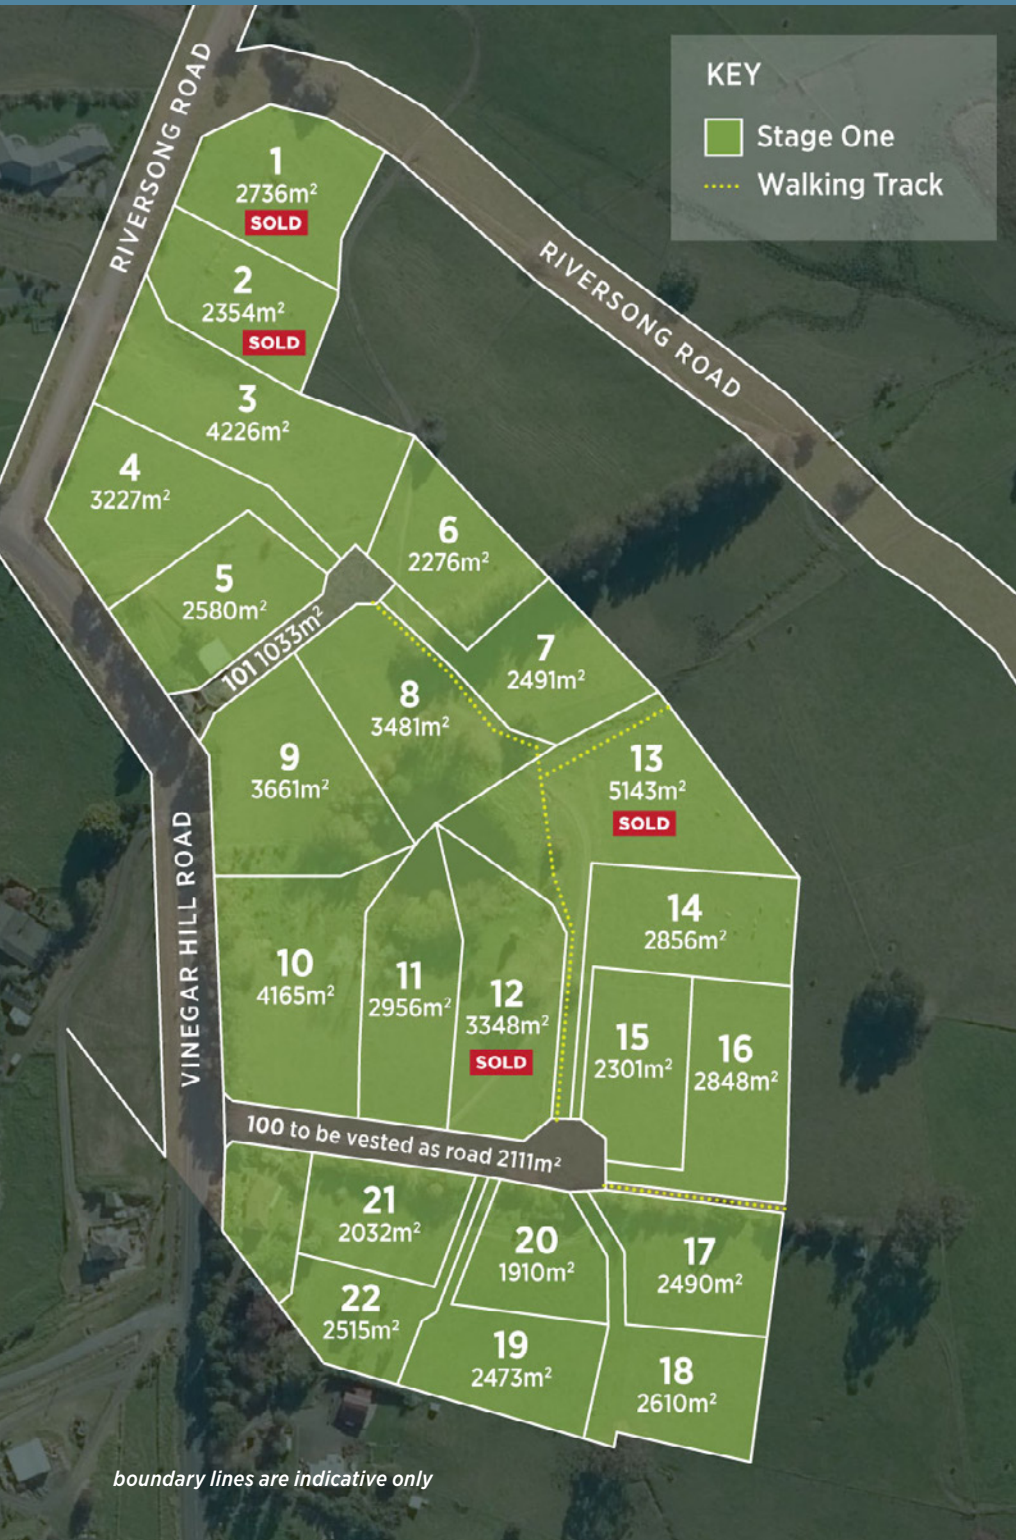 KEY
Stage One
Walking Track
RIVERSONG ROAD
RIVERSONG ROAD
1
2736m²
SOLD
2
2354m²
SOLD
3
4226m²
4
3227m²
5
2580m²
6
2276m²
101 1033m²
7
2491m²
8
3481m²
9
3661m²
13
5143m²
SOLD
VINEGAR HILL ROAD
14
2856m²
10
4165m²
11
2956m²
12
3348m²
SOLD
15
2301m²
16
2848m²
100 to be vested as road 2111m²
21
2032m²
20
1910m²
17
2490m²
22
2515m²
19
2473m²
18
2610m²
boundary lines are indicative only